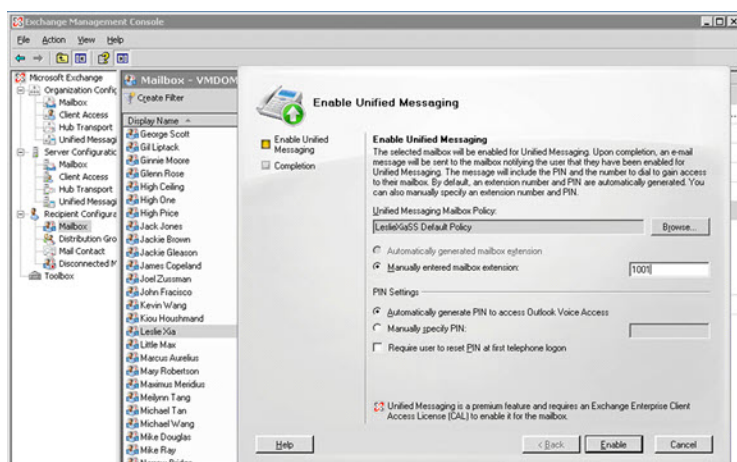 Exchange Management Console
File Action View Help
Microsoft Exchange
Organization Config
Mailbox
Client Access
Hub Transport
Unified Messagi
Server Configuratic
Mailbox
Client Access
Hub Transport
Unified Messagi
Recipient Configura
Mailbox
Distribution Gro
Mail Contact
Disconnected M
Toolbox
Mailbox - VMDOM
Create Filter
Display Name
George Scott
Gil Liptack
Ginnie Moore
Glenn Rose
High Ceiling
High One
High Price
Jack Jones
Jackie Brown
Jackie Gleason
James Copeland
Joel Zussman
John Fracisco
Kevin Wang
Kiou Houshmand
Leslie Xia
Little Max
Marcus Aurelius
Mary Robertson
Maximus Meridius
Meilynn Tang
Michael Tan
Michael Wang
Mike Douglas
Mike Ray
Enable Unified Messaging
Enable Unified
Messaging
Completion
Enable Unified Messaging
The selected mailbox will be enabled for Unified Messaging. Upon completion, an e-mail
message will be sent to the mailbox notifying the user that they have been enabled for
Unified Messaging. The message will include the PIN and the number to dial to gain access
to their mailbox. By default, an extension number and PIN are automatically generated. You
can also manually specify an extension number and PIN.
Unified Messaging Mailbox Policy:
LeslieXiaSS Default Policy
Browse...
Automatically generated mailbox extension
Manually entered mailbox extension:
1001
PIN Settings
Automatically generate PIN to access Outlook Voice Access
Manually specify PIN:
Require user to reset PIN at first telephone logon
Unified Messaging is a premium feature and requires an Exchange Enterprise Client
Access License (CAL) to enable it for the mailbox.
Help
< Back
Enable
Cancel